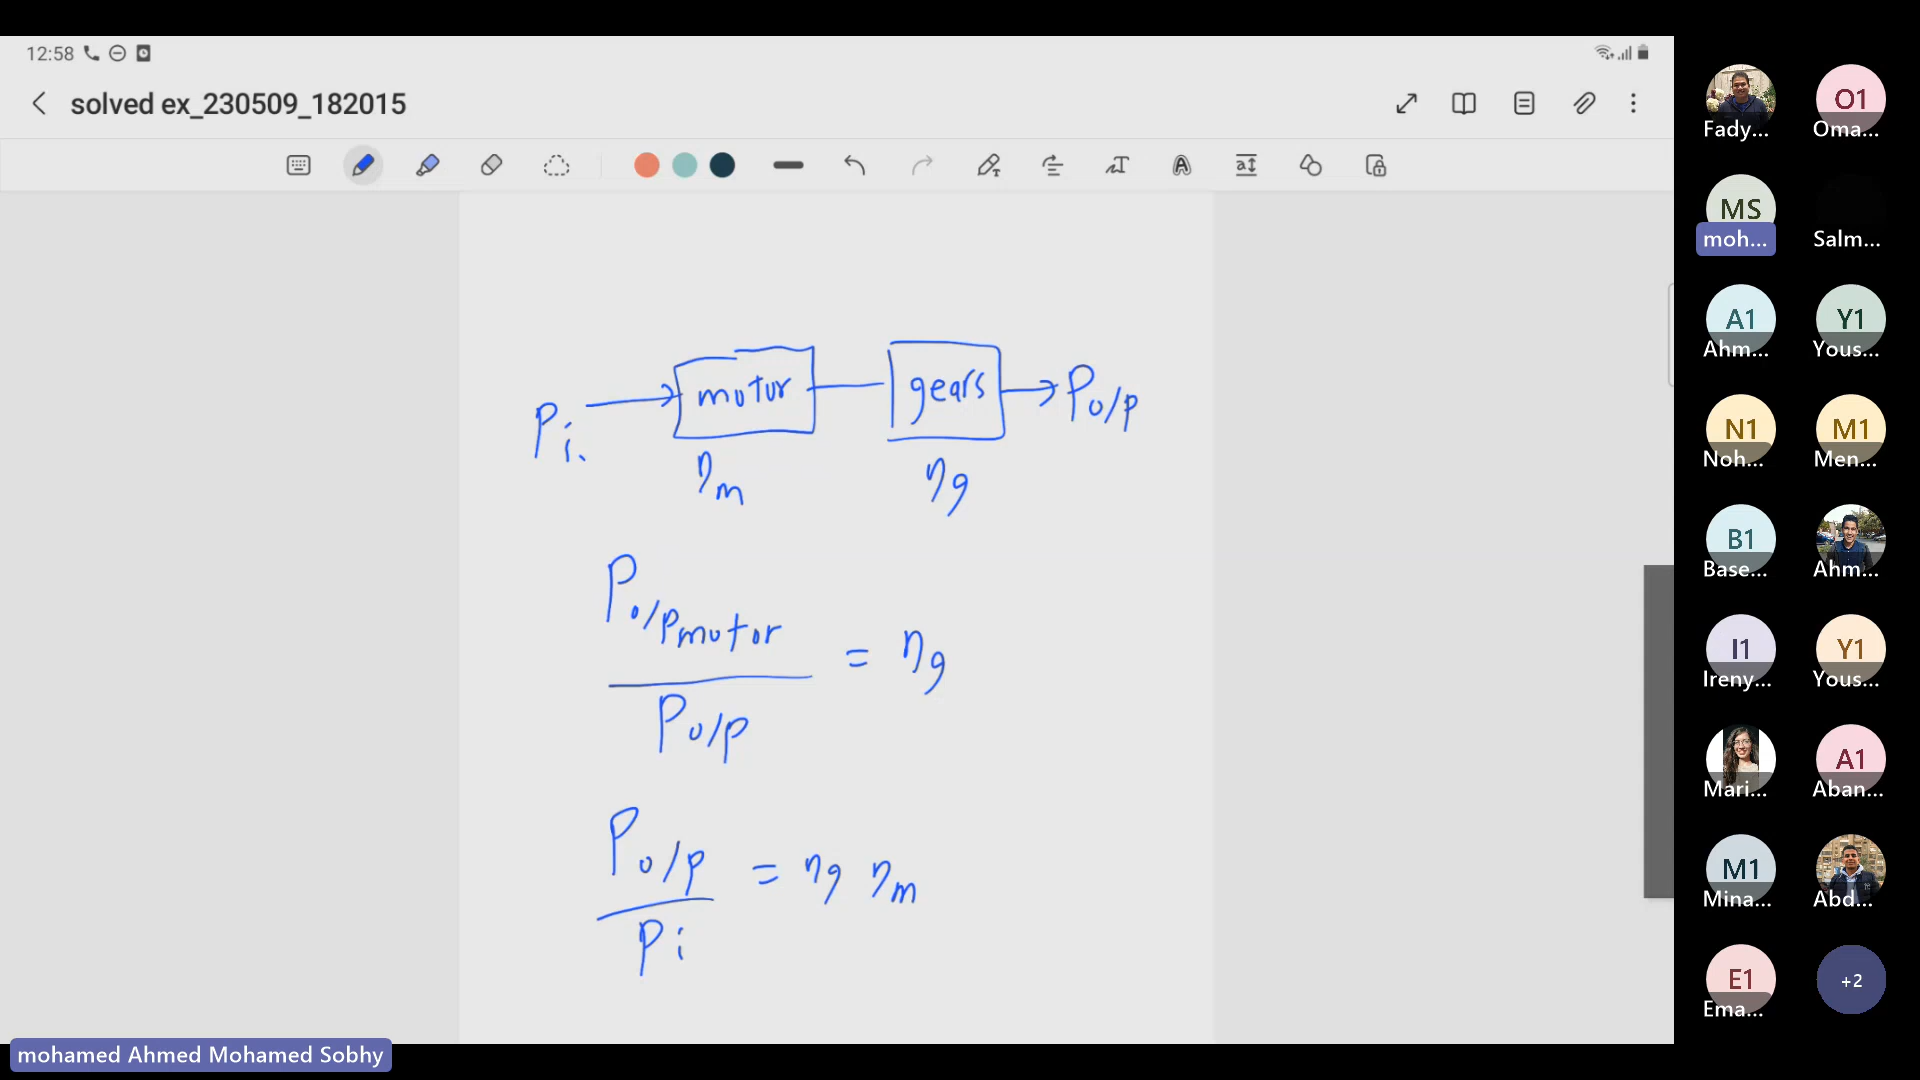 12:58
solved ex_230509_182015
Pi. → motor — gears → Po/p
ηm ηg
Po/pmotor
= ηg
Po/p
Po/p
= ηg ηm
Pi
mohamed Ahmed Mohamed Sobhy
Fady...
O1
Oma...
MS
moh...
Salm...
A1
Ahm...
Y1
Yous...
N1
Noh...
M1
Men...
B1
Base...
Ahm...
I1
Ireny...
Y1
Yous...
Mari...
A1
Aban...
M1
Mina...
Abd...
E1
Ema...
+2